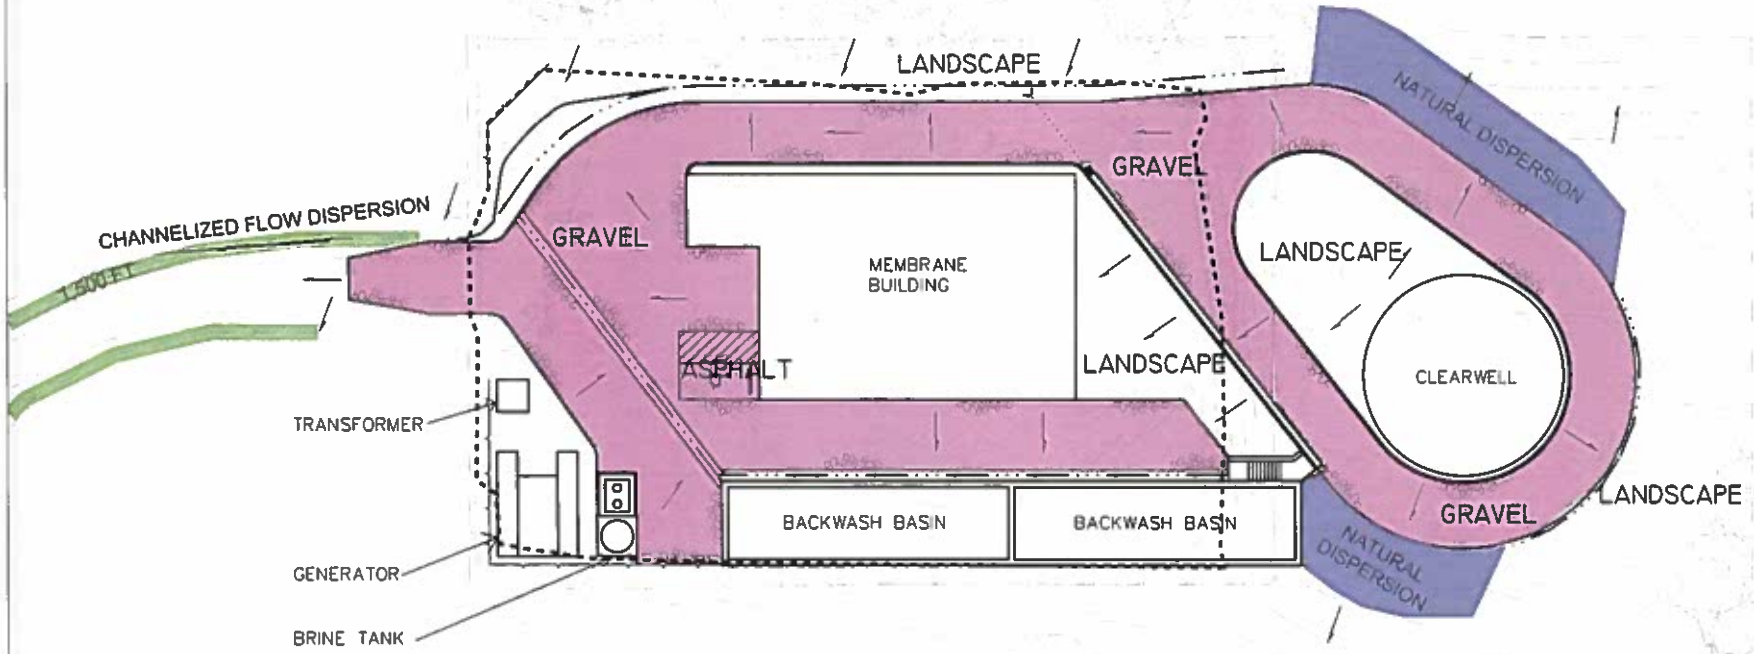 LANDSCAPE
NATURAL DISPERSION
GRAVEL
CHANNELIZED FLOW DISPERSION
GRAVEL
LANDSCAPE
1,500 FT
MEMBRANE
BUILDING
ASPHALT
LANDSCAPE
CLEARWELL
TRANSFORMER
LANDSCAPE
BACKWASH BASIN
BACKWASH BASIN
GRAVEL
NATURAL
DISPERSION
GENERATOR
BRINE TANK